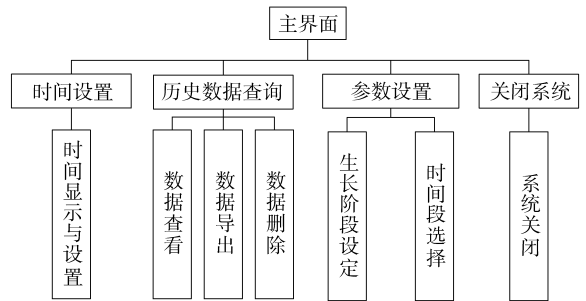 主界面
时间设置
历史数据查询
参数设置
关闭系统
时间显示与设置
数据查看
数据导出
数据删除
生长阶段设定
时间段选择
系统关闭